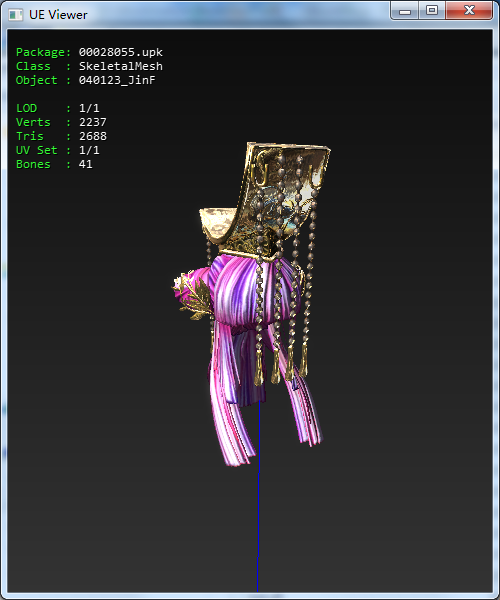 UE Viewer
Package: 00028055.upk
Class  : SkeletalMesh
Object : 040123_JinF
LOD    : 1/1
Verts  : 2237
Tris   : 2688
UV Set : 1/1
Bones  : 41